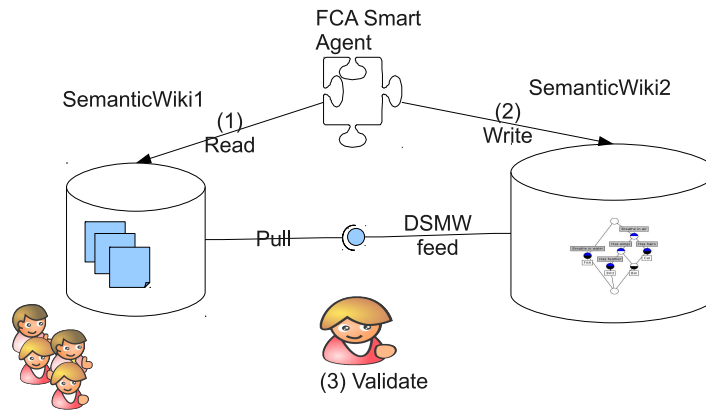 FCA Smart
Agent
SemanticWiki1
SemanticWiki2
(1)
Read
(2)
Write
Pull
DSMW
feed
(3) Validate